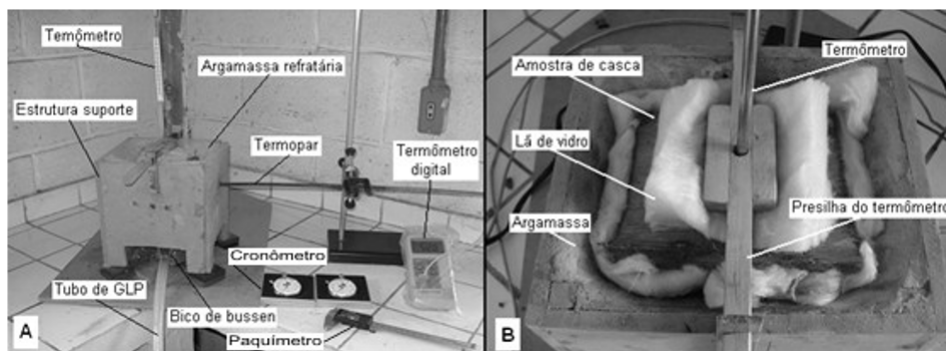 Temômetro
Argamassa refratária
Estrutura suporte
Termopar
Termômetro
digital
Cronômetro
Tubo de GLP
Bico de bussen
Paquímetro
A
Termômetro
Amostra de casca
Lã de vidro
Presilha do termômetro
Argamassa
B